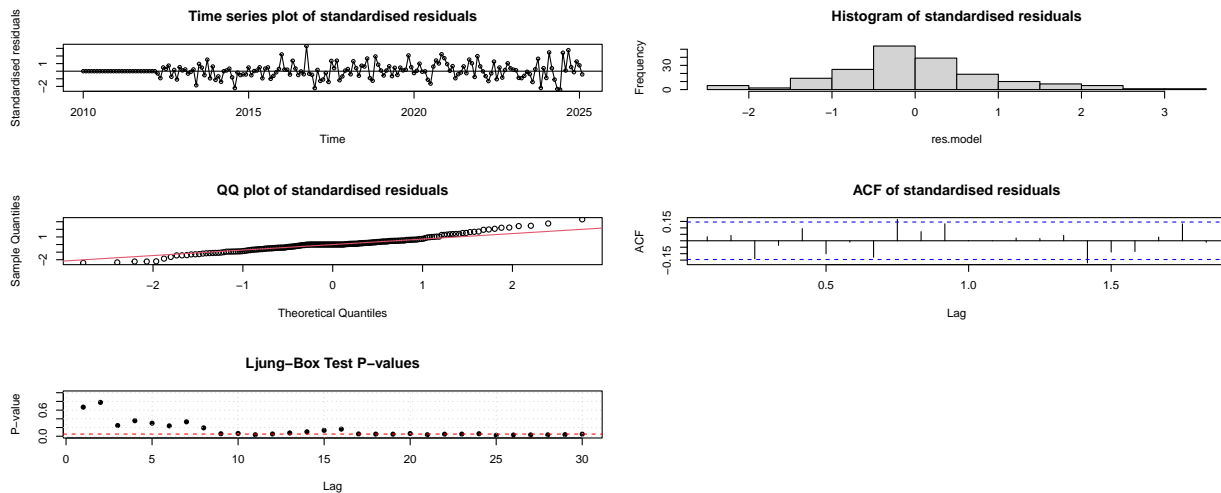 Time series plot of standardised residuals
Standardised residuals
1
-2
2010
2015
2020
2025
Time
Histogram of standardised residuals
Frequency
30
0
-2
-1
0
1
2
3
res.model
QQ plot of standardised residuals
Sample Quantiles
1
-2
-2
-1
0
1
2
Theoretical Quantiles
ACF of standardised residuals
ACF
0.15
-0.15
0.5
1.0
1.5
Lag
Ljung-Box Test P-values
P-value
0.6
0.0
0
5
10
15
20
25
30
Lag